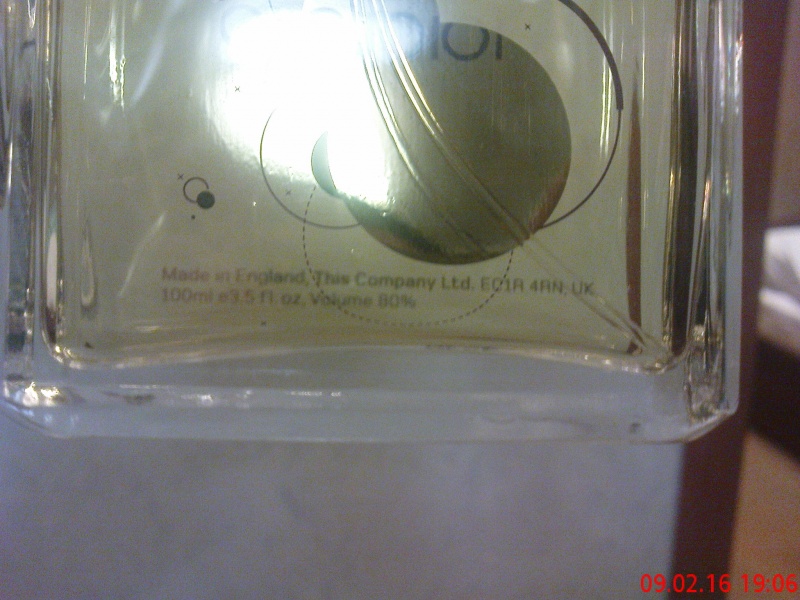 Made in England, This Company Ltd. EC1R 4RN, UK
100ml e3.5 fl oz, Volume 80%
09.02.16 19:06